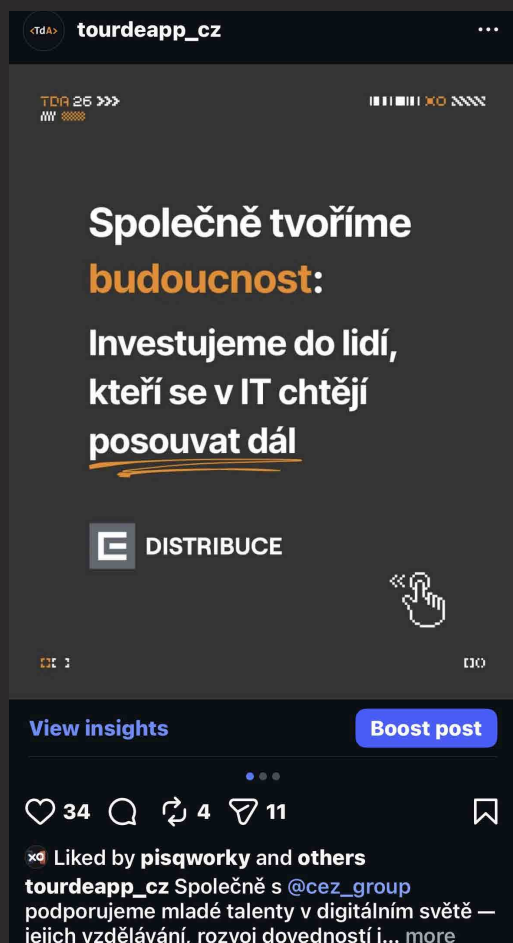 <TdA>
tourdeapp_cz
TDA 26 >>>
XO
Společně tvoříme
budoucnost:
Investujeme do lidí,
kteří se v IT chtějí
posouvat dál
DISTRIBUCE
View insights
Boost post
34
4
11
Liked by pisqworky and others
tourdeapp_cz Společně s @cez_group
podporujeme mladé talenty v digitálním světě —
jejich vzdělávání, rozvoj dovedností i... more